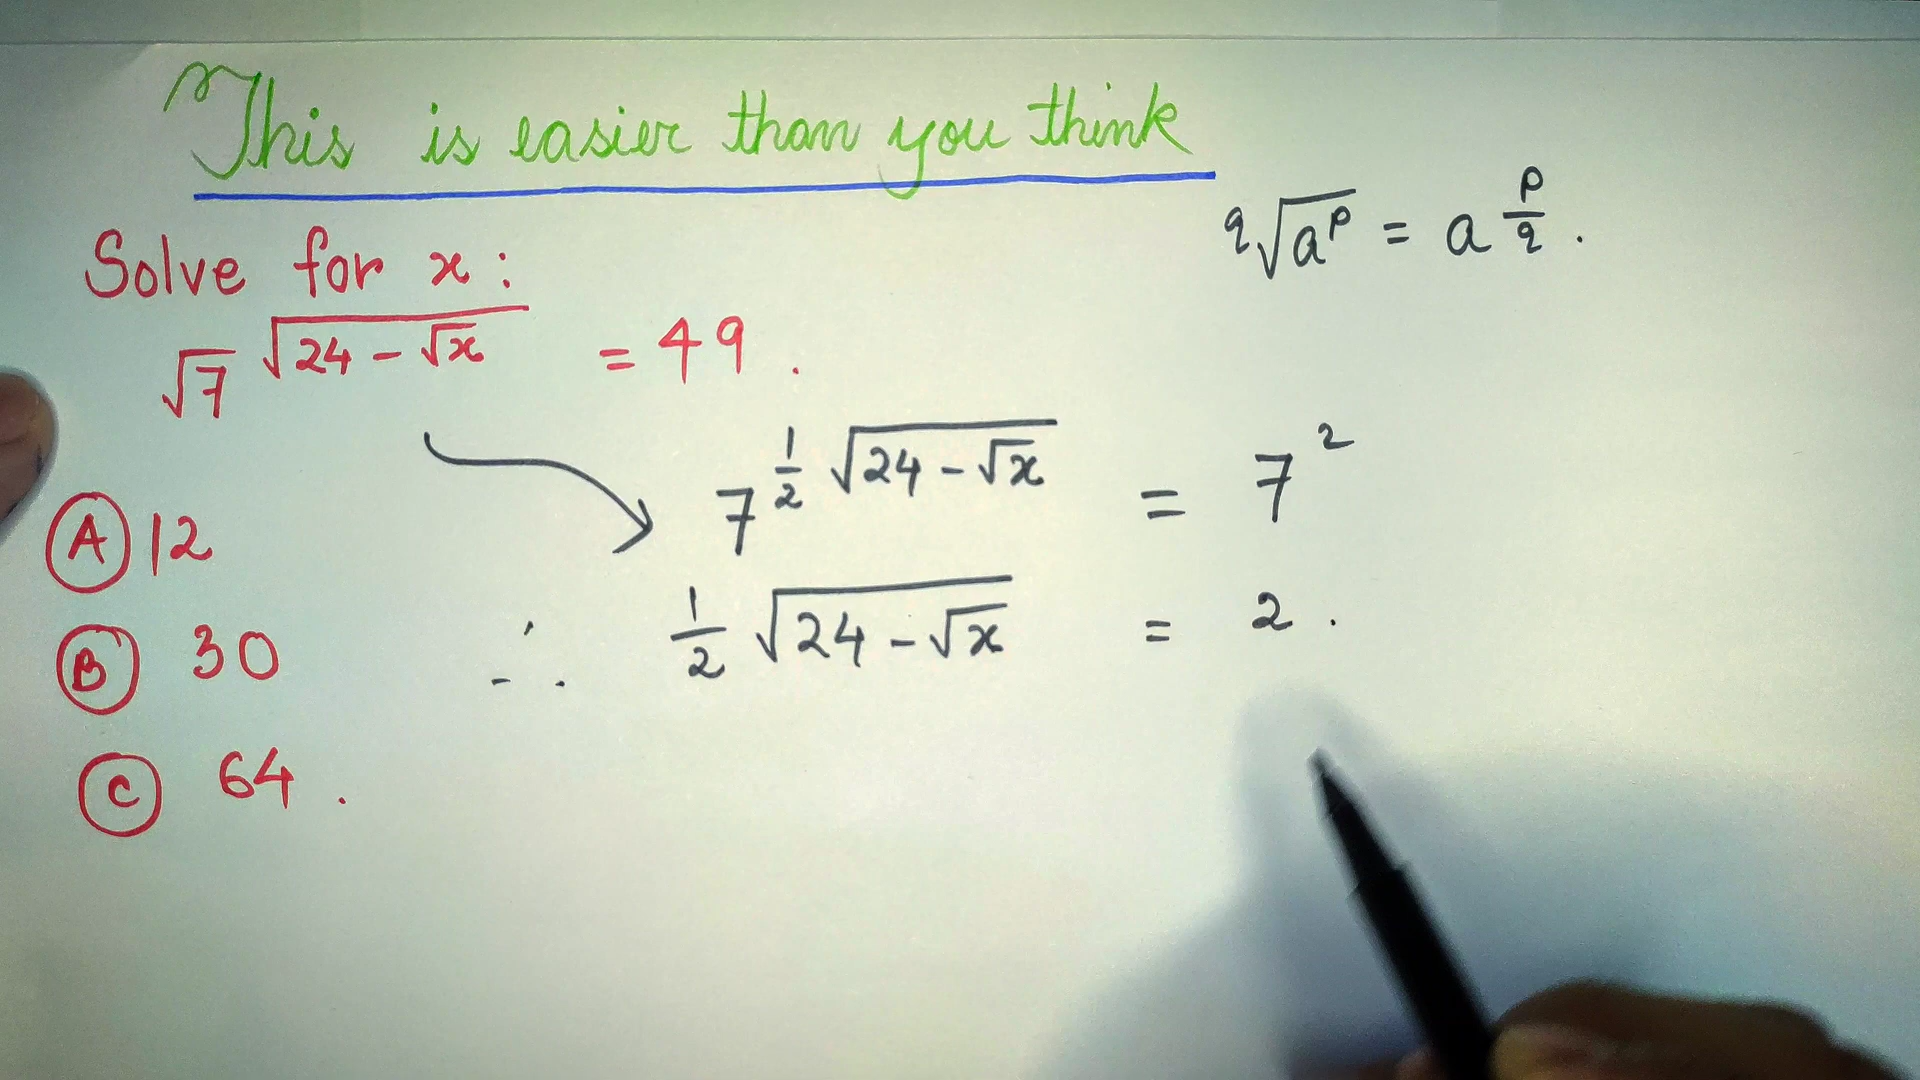 This is easier than you think
Solve for x:
√7^√(24 - √x) = 49.
q√a^p = a^(p/q).
7^(1/2 √(24 - √x)) = 7^2
∴ 1/2 √(24 - √x) = 2.
(A) 12
(B) 30
(C) 64.